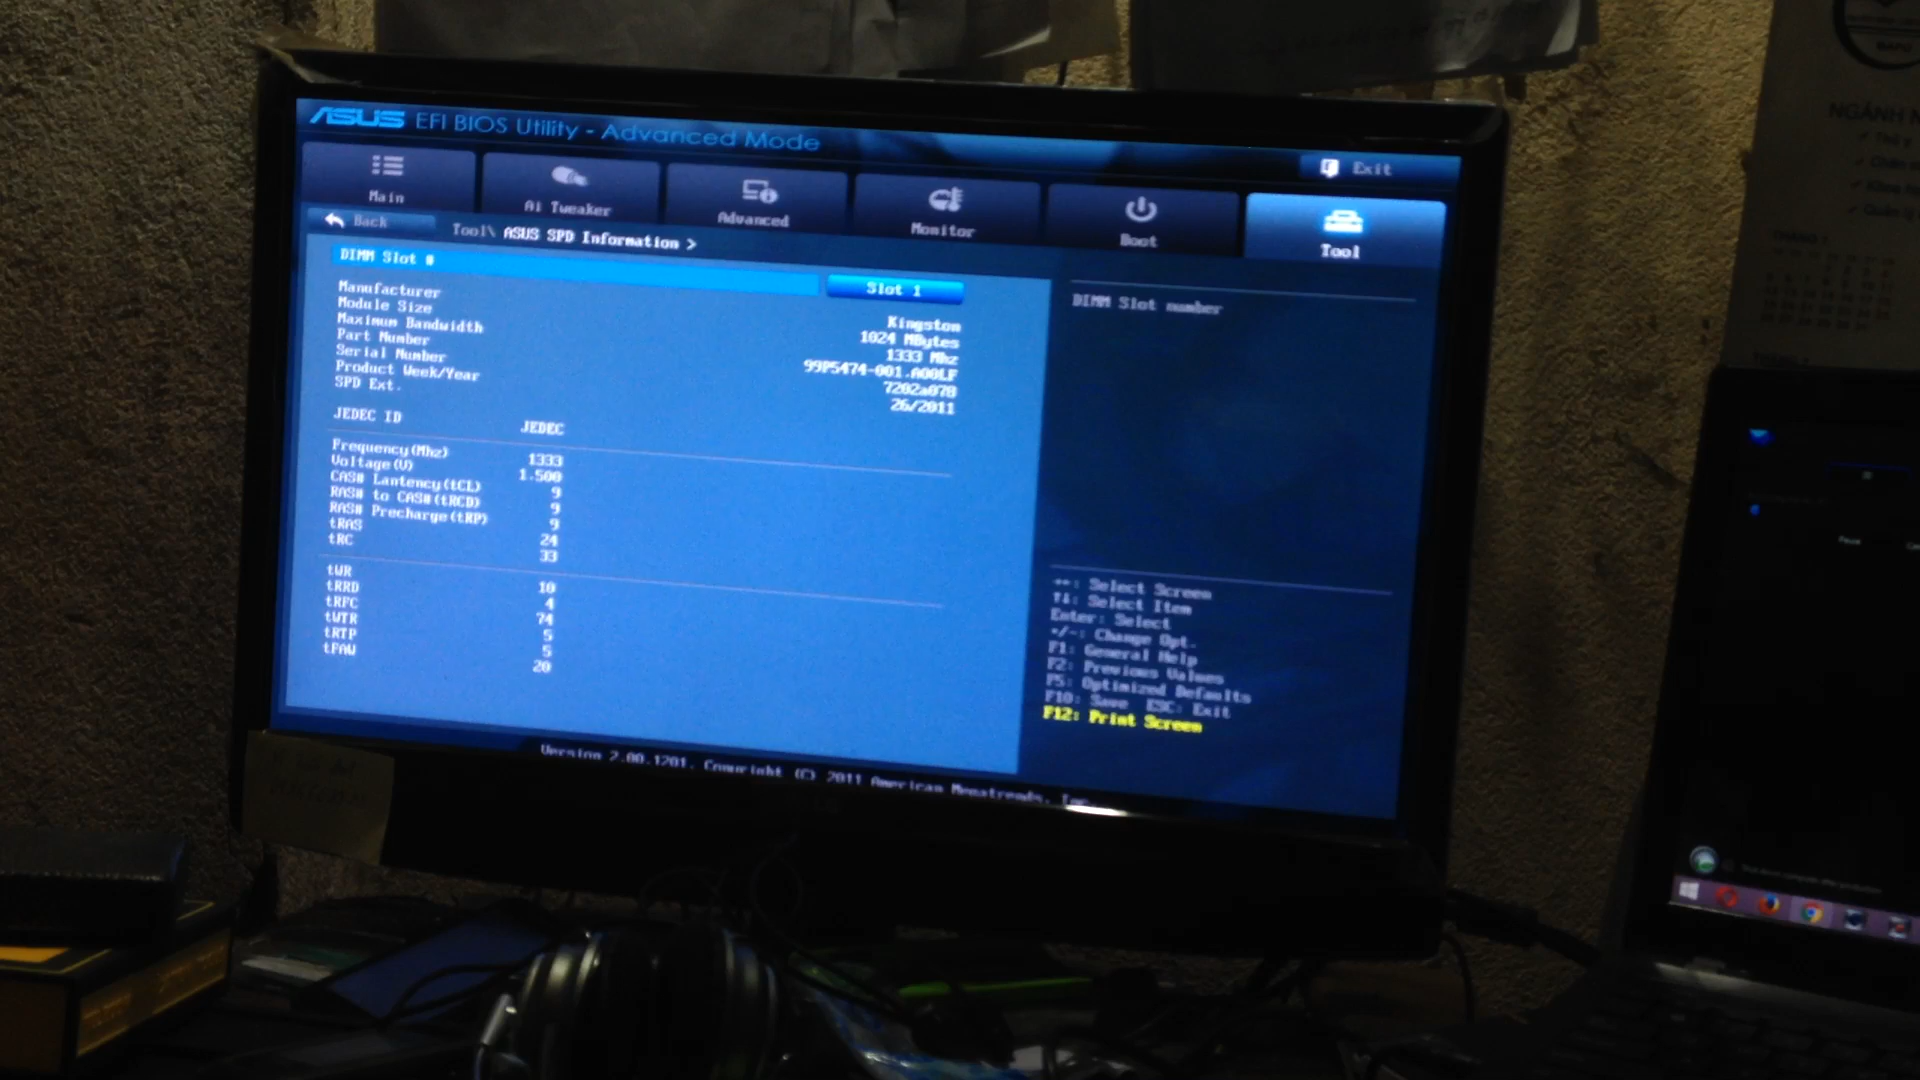 ASUS EFI BIOS Utility - Advanced Mode
Exit
Main
Ai Tweaker
Advanced
Monitor
Boot
Tool
Back
Tool\ ASUS SPD Information >
DIMM Slot #
Slot 1
Manufacturer
Kingston
Module Size
1024 MBytes
Maximum Bandwidth
1333 Mhz
Part Number
99P5474-001.A00LF
Serial Number
7202a078
Product Week/Year
26/2011
SPD Ext.
JEDEC ID
JEDEC
Frequency(Mhz)
1333
Voltage(V)
1.500
CAS# Lantency(tCL)
9
RAS# to CAS#(tRCD)
9
RAS# Precharge(tRP)
9
tRAS
24
tRC
33
tWR
10
tRRD
4
tRFC
74
tWTR
5
tRTP
5
tFAW
20
DIMM Slot number
→←: Select Screen
↑↓: Select Item
Enter: Select
+/-: Change Opt.
F1: General Help
F2: Previous Values
F5: Optimized Defaults
F10: Save ESC: Exit
F12: Print Screen
Version 2.00.1201. Copyright (C) 2011 American Megatrends, Inc.
NGÀNH